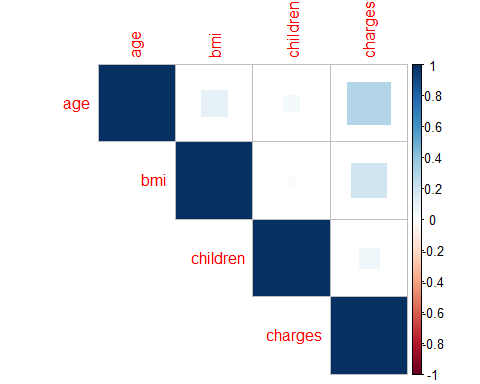 age
bmi
children
charges
age
bmi
children
charges
1
0.8
0.6
0.4
0.2
0
-0.2
-0.4
-0.6
-0.8
-1